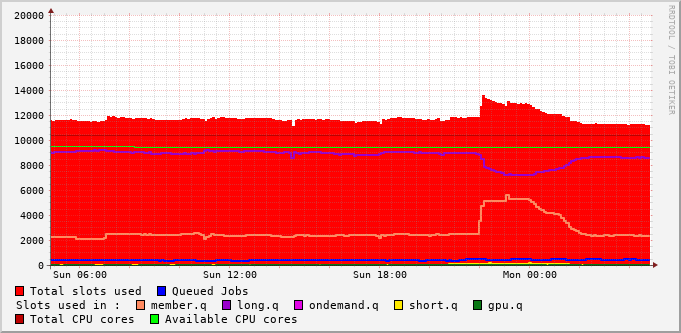 RRDTOOL / TOBI OETIKER
20000
18000
16000
14000
12000
10000
8000
6000
4000
2000
0
Sun 06:00 Sun 12:00 Sun 18:00 Mon 00:00
Total slots used Queued Jobs
Slots used in : member.q long.q ondemand.q short.q gpu.q
Total CPU cores Available CPU cores